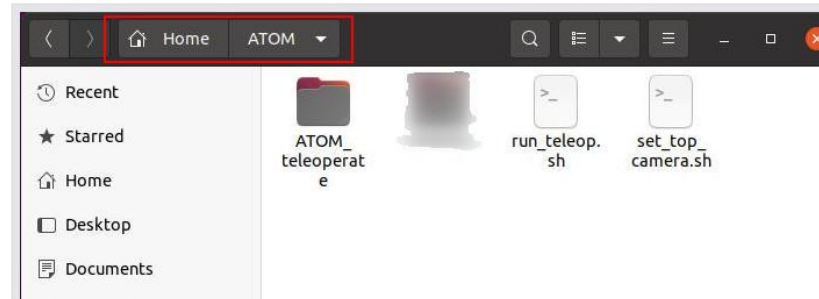 Home ATOM
Recent
Starred
Home
Desktop
Documents
ATOM_
teleoperat
e
run_teleop.
sh
set_top_
camera.sh